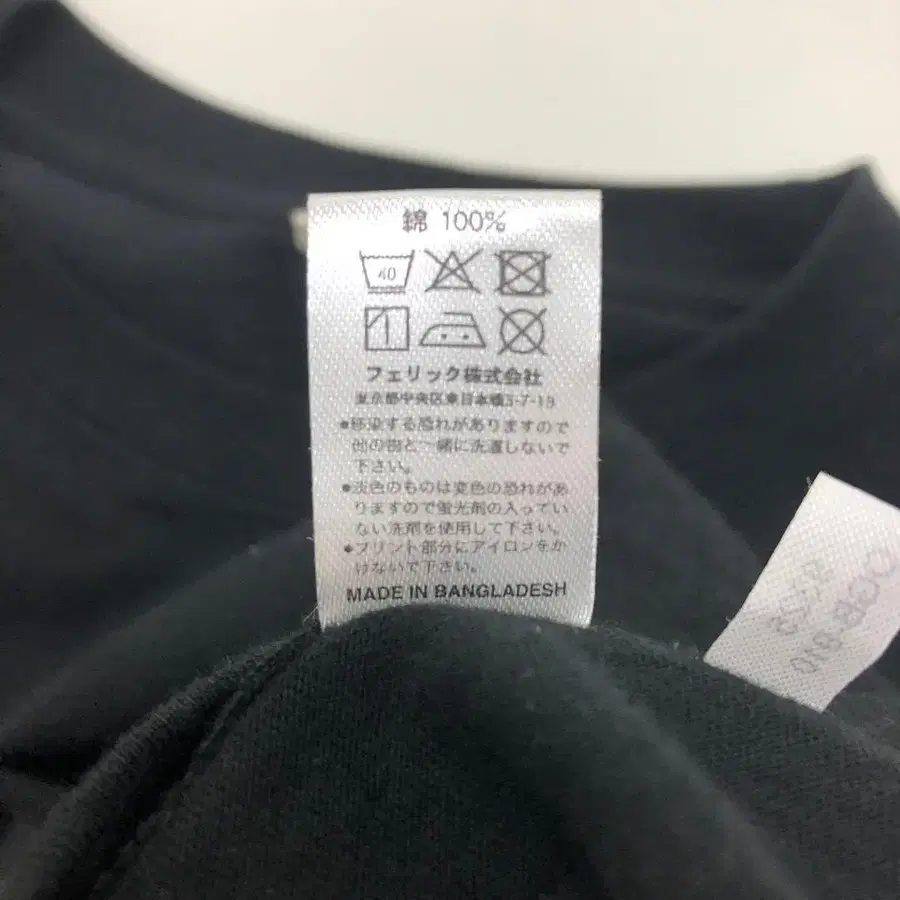 綿 100%
40
フェリック株式会社
東京都中央区東日本橋3-7-19
●移染する恐れがありますので
他の物と一緒に洗濯しないで
下さい。
●淡色のものは変色の恐れがあ
りますので蛍光剤の入ってい
ない洗剤を使用して下さい。
●プリント部分にアイロンをか
けないで下さい。
MADE IN BANGLADESH